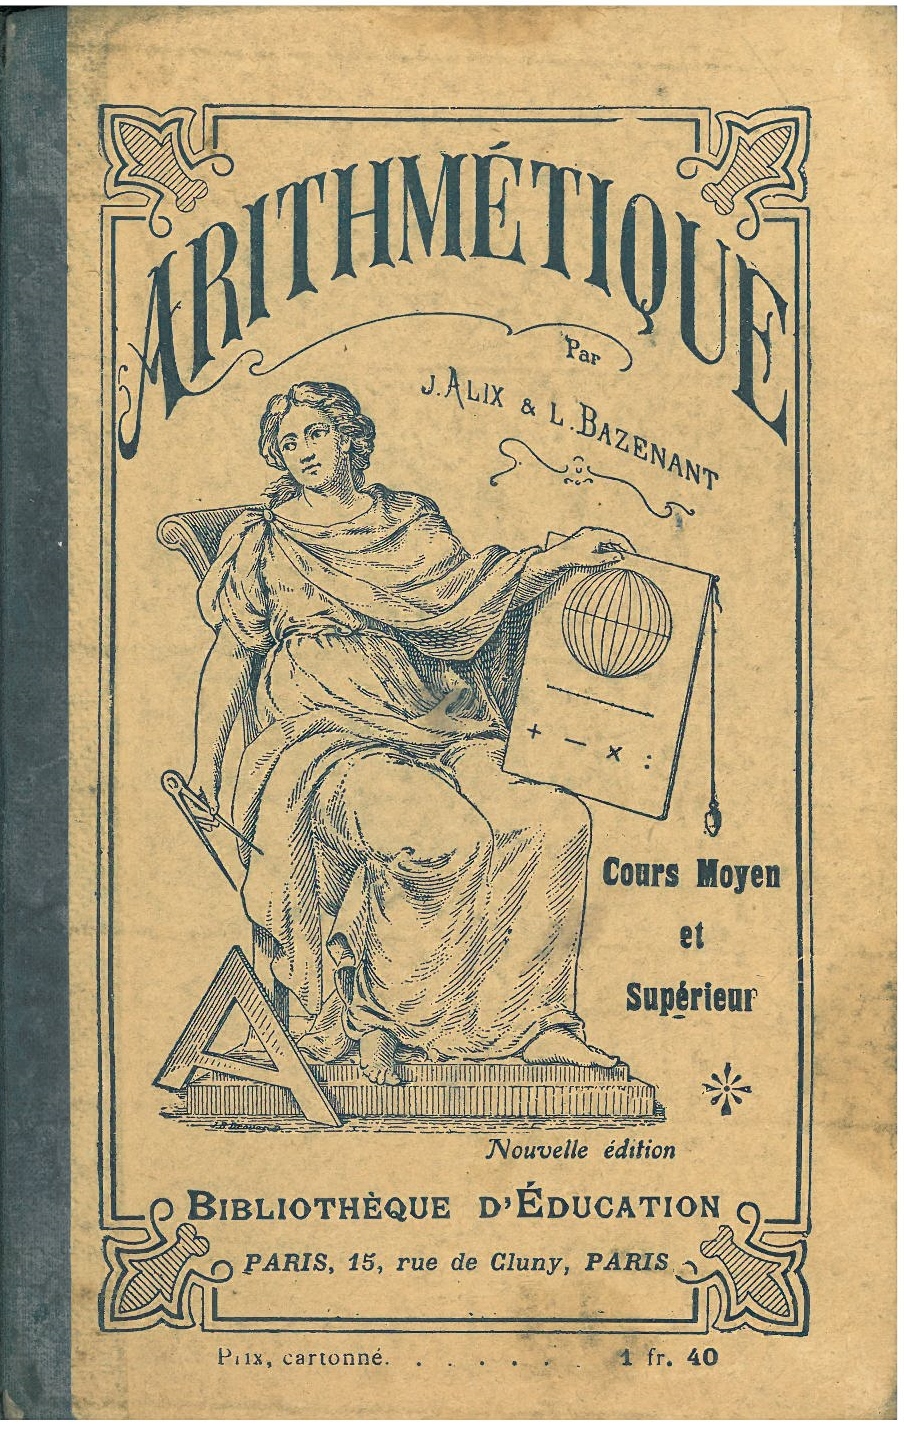 ARITHMÉTIQUE
Par
J. ALIX & L. BAZENANT
+ — × :
Cours Moyen
et
Supérieur
Nouvelle édition
BIBLIOTHÈQUE D'ÉDUCATION
PARIS, 15, rue de Cluny, PARIS
Prix, cartonné. . . . . . . 1 fr. 40